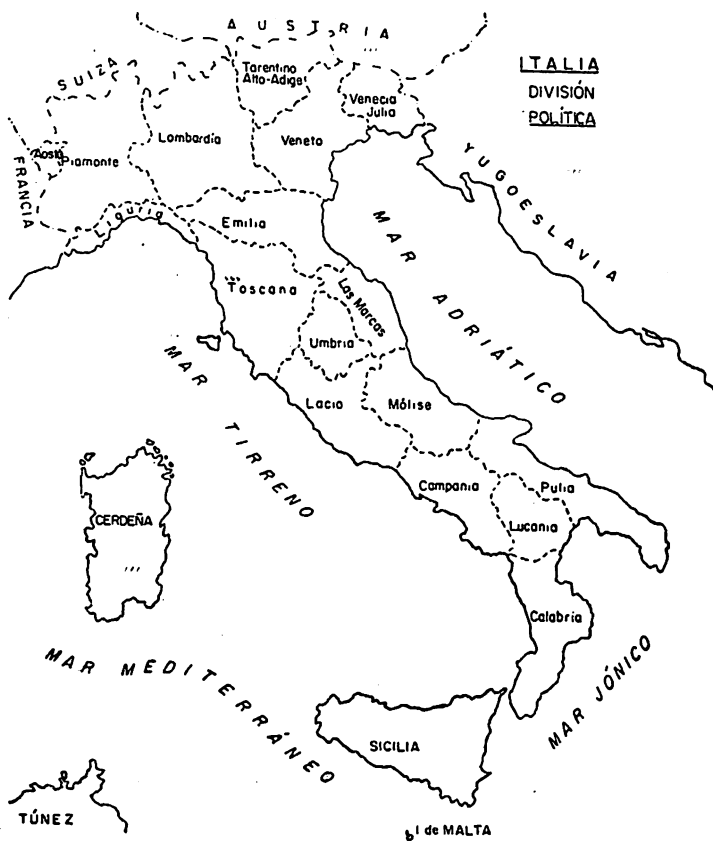 AUSTRIA
ITALIA
DIVISIÓN
POLÍTICA
SUIZA
Tarentino
Alto-Adige
Venecia
Julia
Lombardía
Veneto
Aosta
Piamonte
FRANCIA
YUGOESLAVIA
Liguria
Emilia
MAR ADRIÁTICO
Toscana
Las Marcas
Umbria
MAR TIRRENO
Lacio
Mólise
Campania
Pulia
CERDEÑA
Lucania
Calabria
MAR MEDITERRÁNEO
MAR JÓNICO
SICILIA
TÚNEZ
I de MALTA